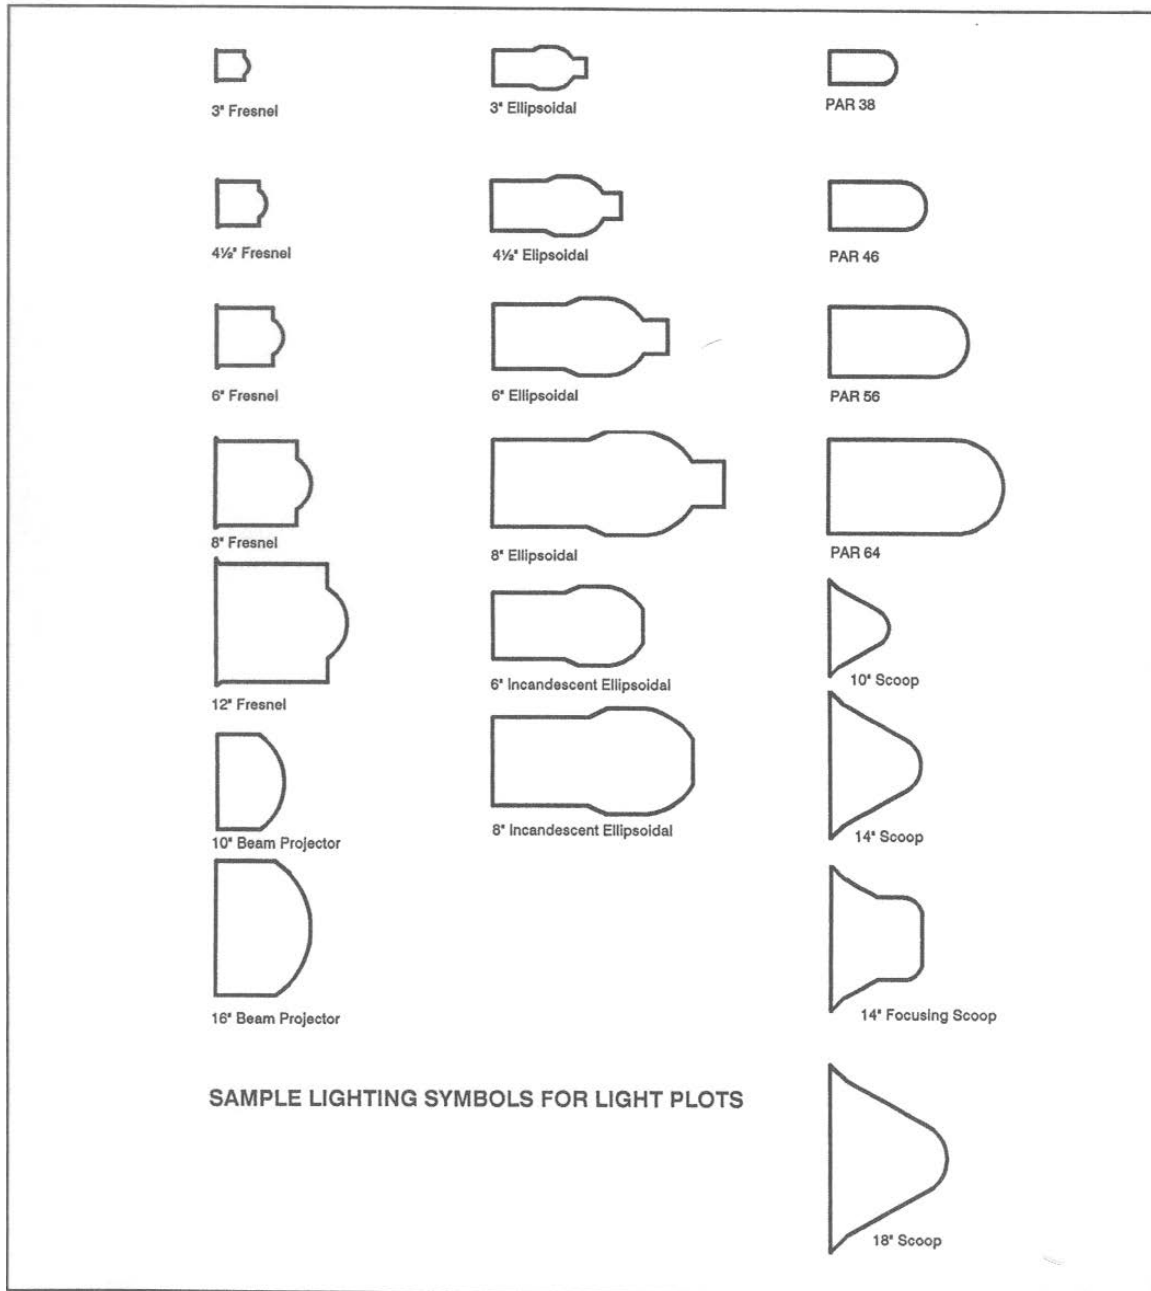 3" Fresnel
3" Ellipsoidal
PAR 38
4½" Fresnel
4½" Elipsoidal
PAR 46
6" Fresnel
6" Ellipsoidal
PAR 56
8" Fresnel
8" Ellipsoidal
PAR 64
12" Fresnel
6" Incandescent Ellipsoidal
10" Scoop
10" Beam Projector
8" Incandescent Ellipsoidal
14" Scoop
16" Beam Projector
14" Focusing Scoop
SAMPLE LIGHTING SYMBOLS FOR LIGHT PLOTS
18" Scoop